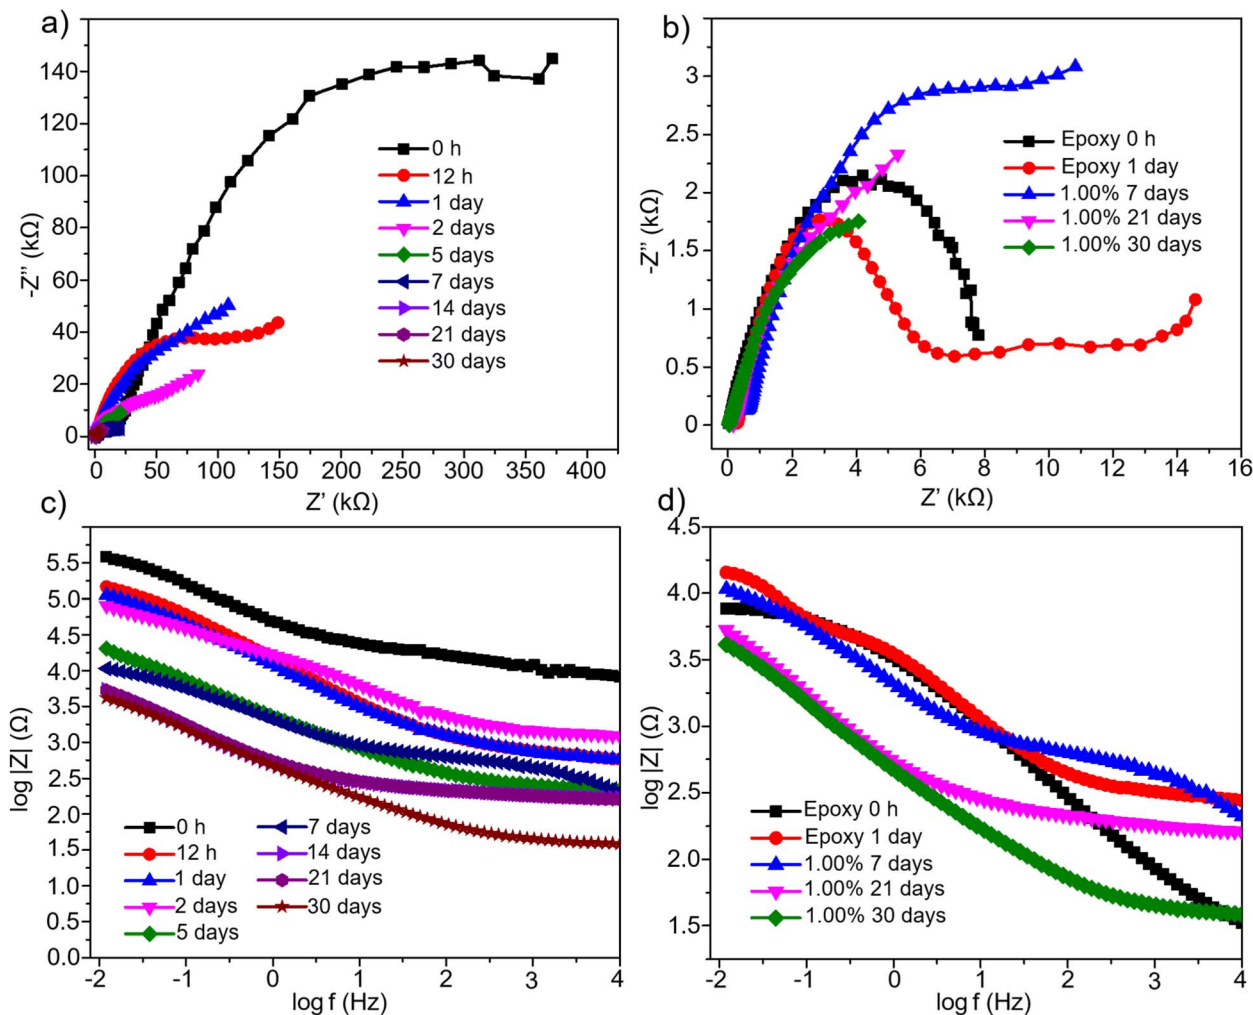 a)
-Z'' (kΩ)
140
120
100
80
60
40
20
0
0 h
12 h
1 day
2 days
5 days
7 days
14 days
21 days
30 days
0 50 100 150 200 250 300 350 400
Z' (kΩ)
b)
-Z'' (kΩ)
3
2.5
2
1.5
1
0.5
0
Epoxy 0 h
Epoxy 1 day
1.00% 7 days
1.00% 21 days
1.00% 30 days
0 2 4 6 8 10 12 14 16
Z' (kΩ)
c)
log |Z| (Ω)
5.5
5.0
4.5
4.0
3.5
3.0
2.5
2.0
1.5
1.0
0.5
0.0
0 h
12 h
1 day
2 days
5 days
7 days
14 days
21 days
30 days
-2 -1 0 1 2 3 4
log f (Hz)
d)
log |Z| (Ω)
4.5
4.0
3.5
3.0
2.5
2.0
1.5
Epoxy 0 h
Epoxy 1 day
1.00% 7 days
1.00% 21 days
1.00% 30 days
-2 -1 0 1 2 3 4
log f (Hz)